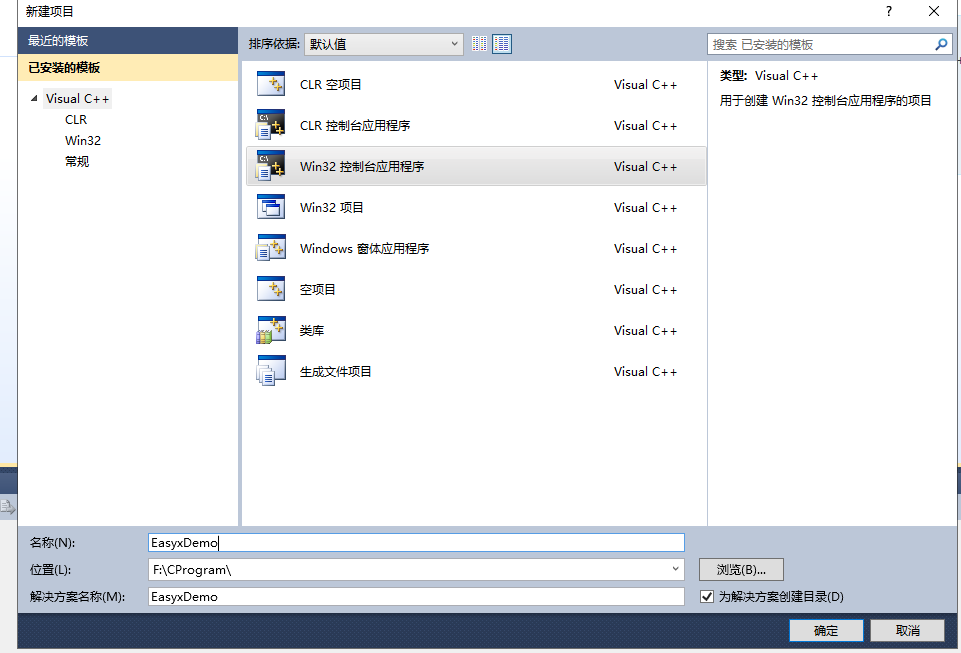 新建项目
?
最近的模板
已安装的模板
Visual C++
CLR
Win32
常规
排序依据: 默认值
搜索 已安装的模板
CLR 空项目 Visual C++
CLR 控制台应用程序 Visual C++
Win32 控制台应用程序 Visual C++
Win32 项目 Visual C++
Windows 窗体应用程序 Visual C++
空项目 Visual C++
类库 Visual C++
生成文件项目 Visual C++
类型: Visual C++
用于创建 Win32 控制台应用程序的项目
名称(N): EasyxDemo
位置(L): F:\CProgram\ 浏览(B)...
解决方案名称(M): EasyxDemo 为解决方案创建目录(D)
确定 取消